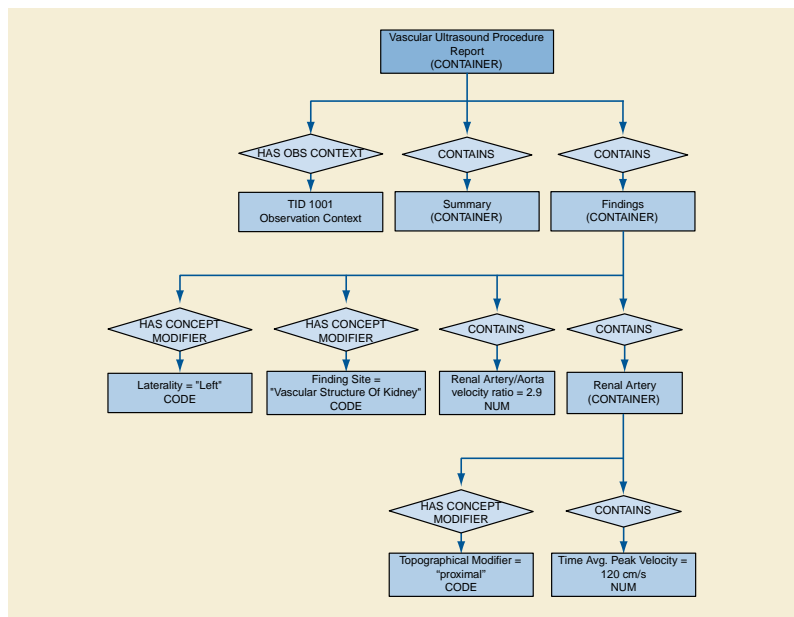 Vascular Ultrasound Procedure
Report
(CONTAINER)
HAS OBS CONTEXT
CONTAINS
CONTAINS
TID 1001
Observation Context
Summary
(CONTAINER)
Findings
(CONTAINER)
HAS CONCEPT
MODIFIER
HAS CONCEPT
MODIFIER
CONTAINS
CONTAINS
Laterality = "Left"
CODE
Finding Site =
"Vascular Structure Of Kidney"
CODE
Renal Artery/Aorta
velocity ratio = 2.9
NUM
Renal Artery
(CONTAINER)
HAS CONCEPT
MODIFIER
CONTAINS
Topographical Modifier =
“proximal”
CODE
Time Avg. Peak Velocity =
120 cm/s
NUM